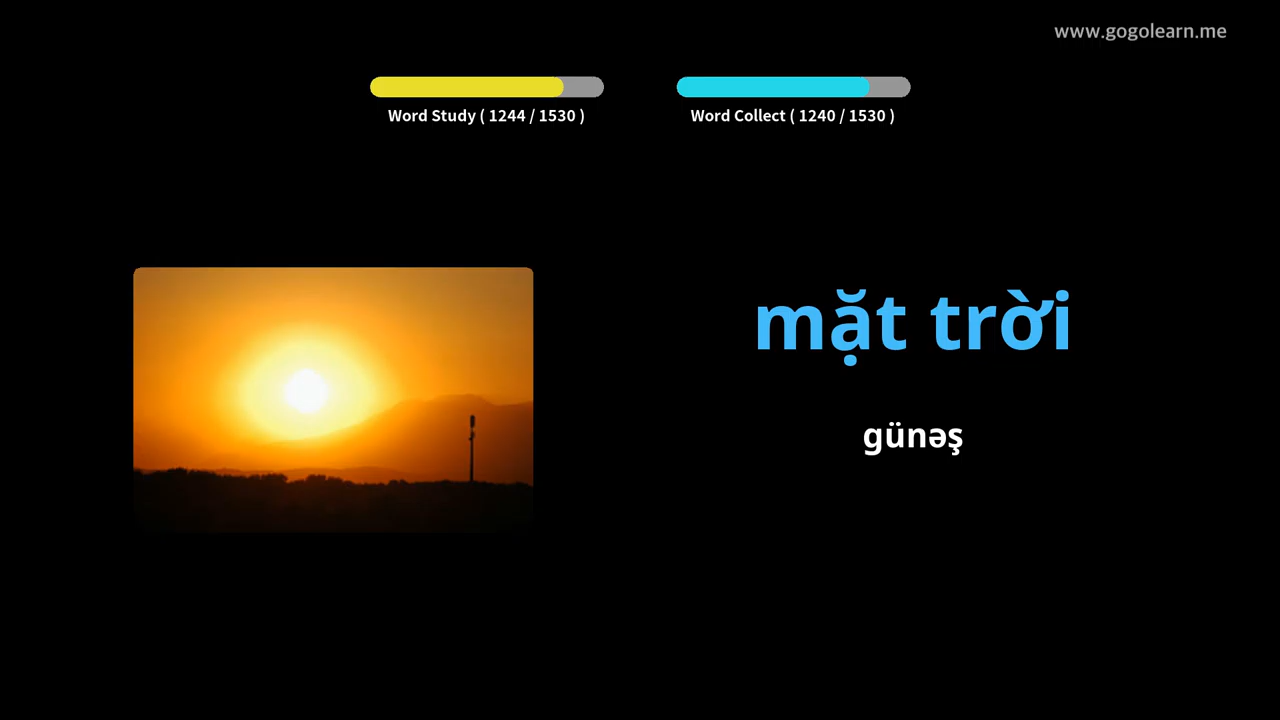 www.gogolearn.me
Word Study ( 1244 / 1530 )
Word Collect ( 1240 / 1530 )
mặt trời
günəş